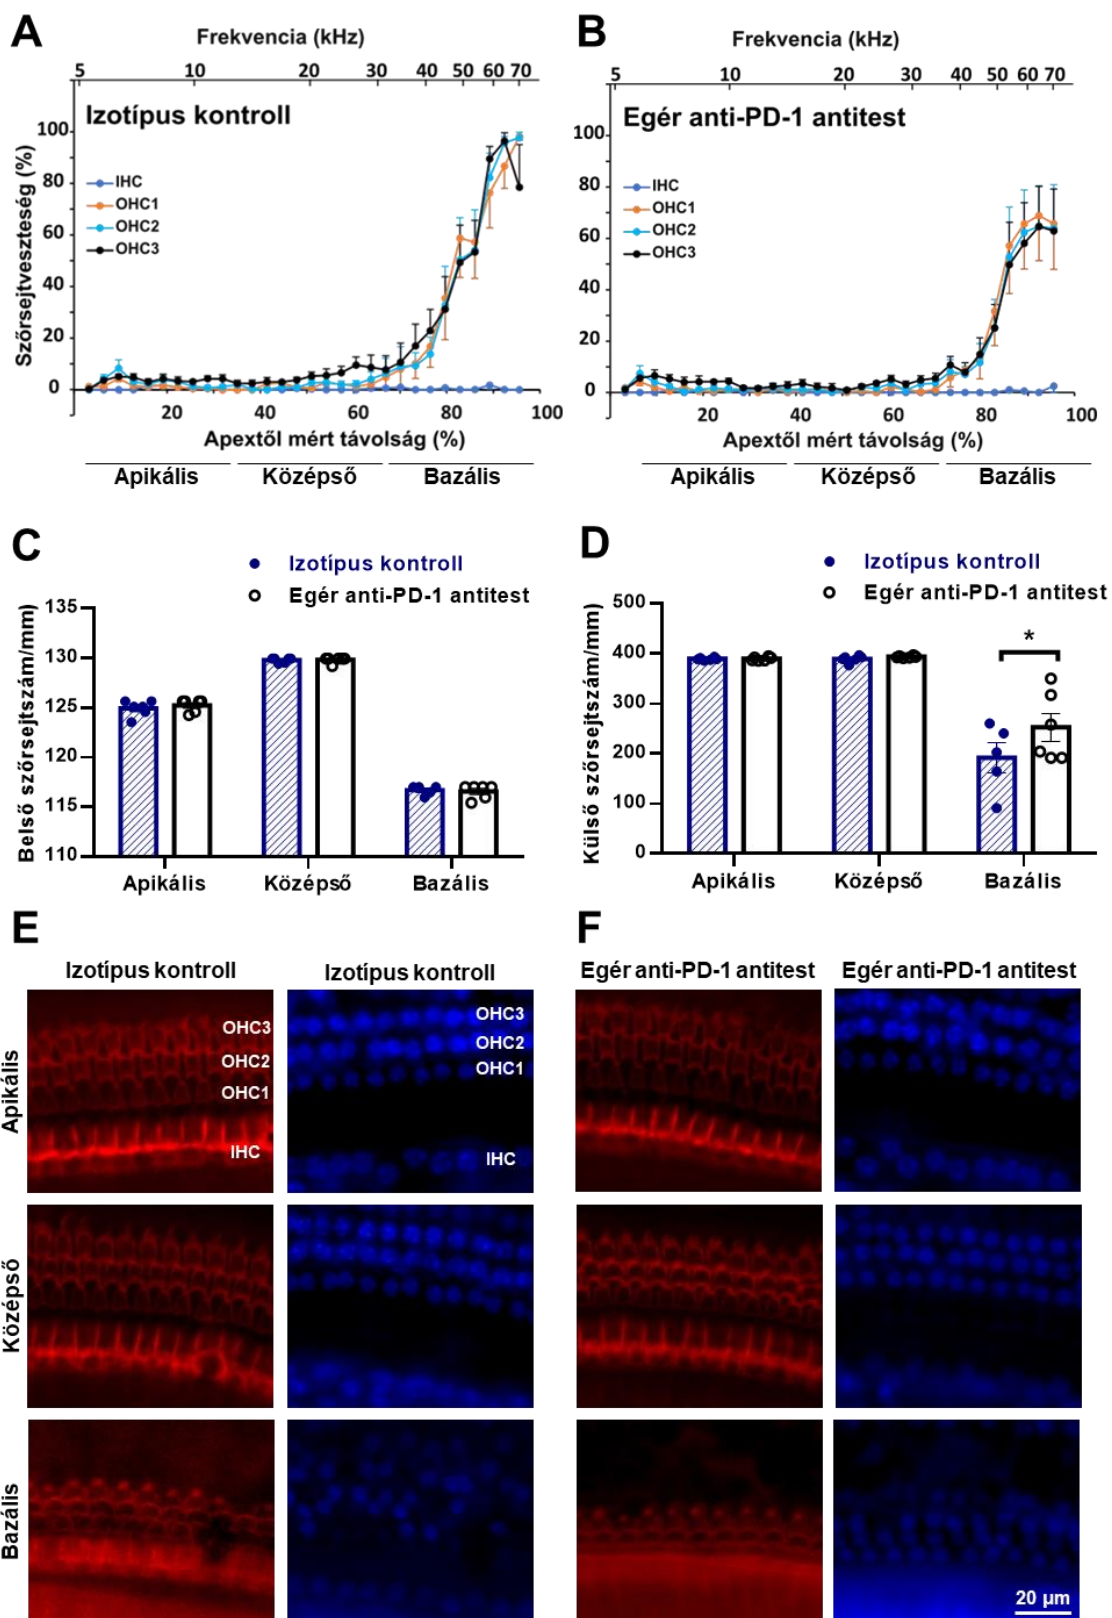 A
Frekvencia (kHz)
5 10 20 30 40 50 60 70
Izotípus kontroll
Szőrsejtveszteség (%)
100
80
60
40
20
0
IHC
OHC1
OHC2
OHC3
20 40 60 80 100
Apextől mért távolság (%)
Apikális Középső Bazális
B
Frekvencia (kHz)
5 10 20 30 40 50 60 70
Egér anti-PD-1 antitest
100
80
60
40
20
0
IHC
OHC1
OHC2
OHC3
20 40 60 80 100
Apextől mért távolság (%)
Apikális Középső Bazális
C
Izotípus kontroll
Egér anti-PD-1 antitest
Belső szőrsejtszám/mm)
135
130
125
120
115
110
Apikális Középső Bazális
D
Izotípus kontroll
Egér anti-PD-1 antitest
Külső szőrsejtszám/mm)
500
400
300
200
100
0
*
Apikális Középső Bazális
E
Izotípus kontroll Izotípus kontroll
Apikális
OHC3
OHC2
OHC1
IHC
OHC3
OHC2
OHC1
IHC
Középső
Bazális
F
Egér anti-PD-1 antitest Egér anti-PD-1 antitest
20 µm